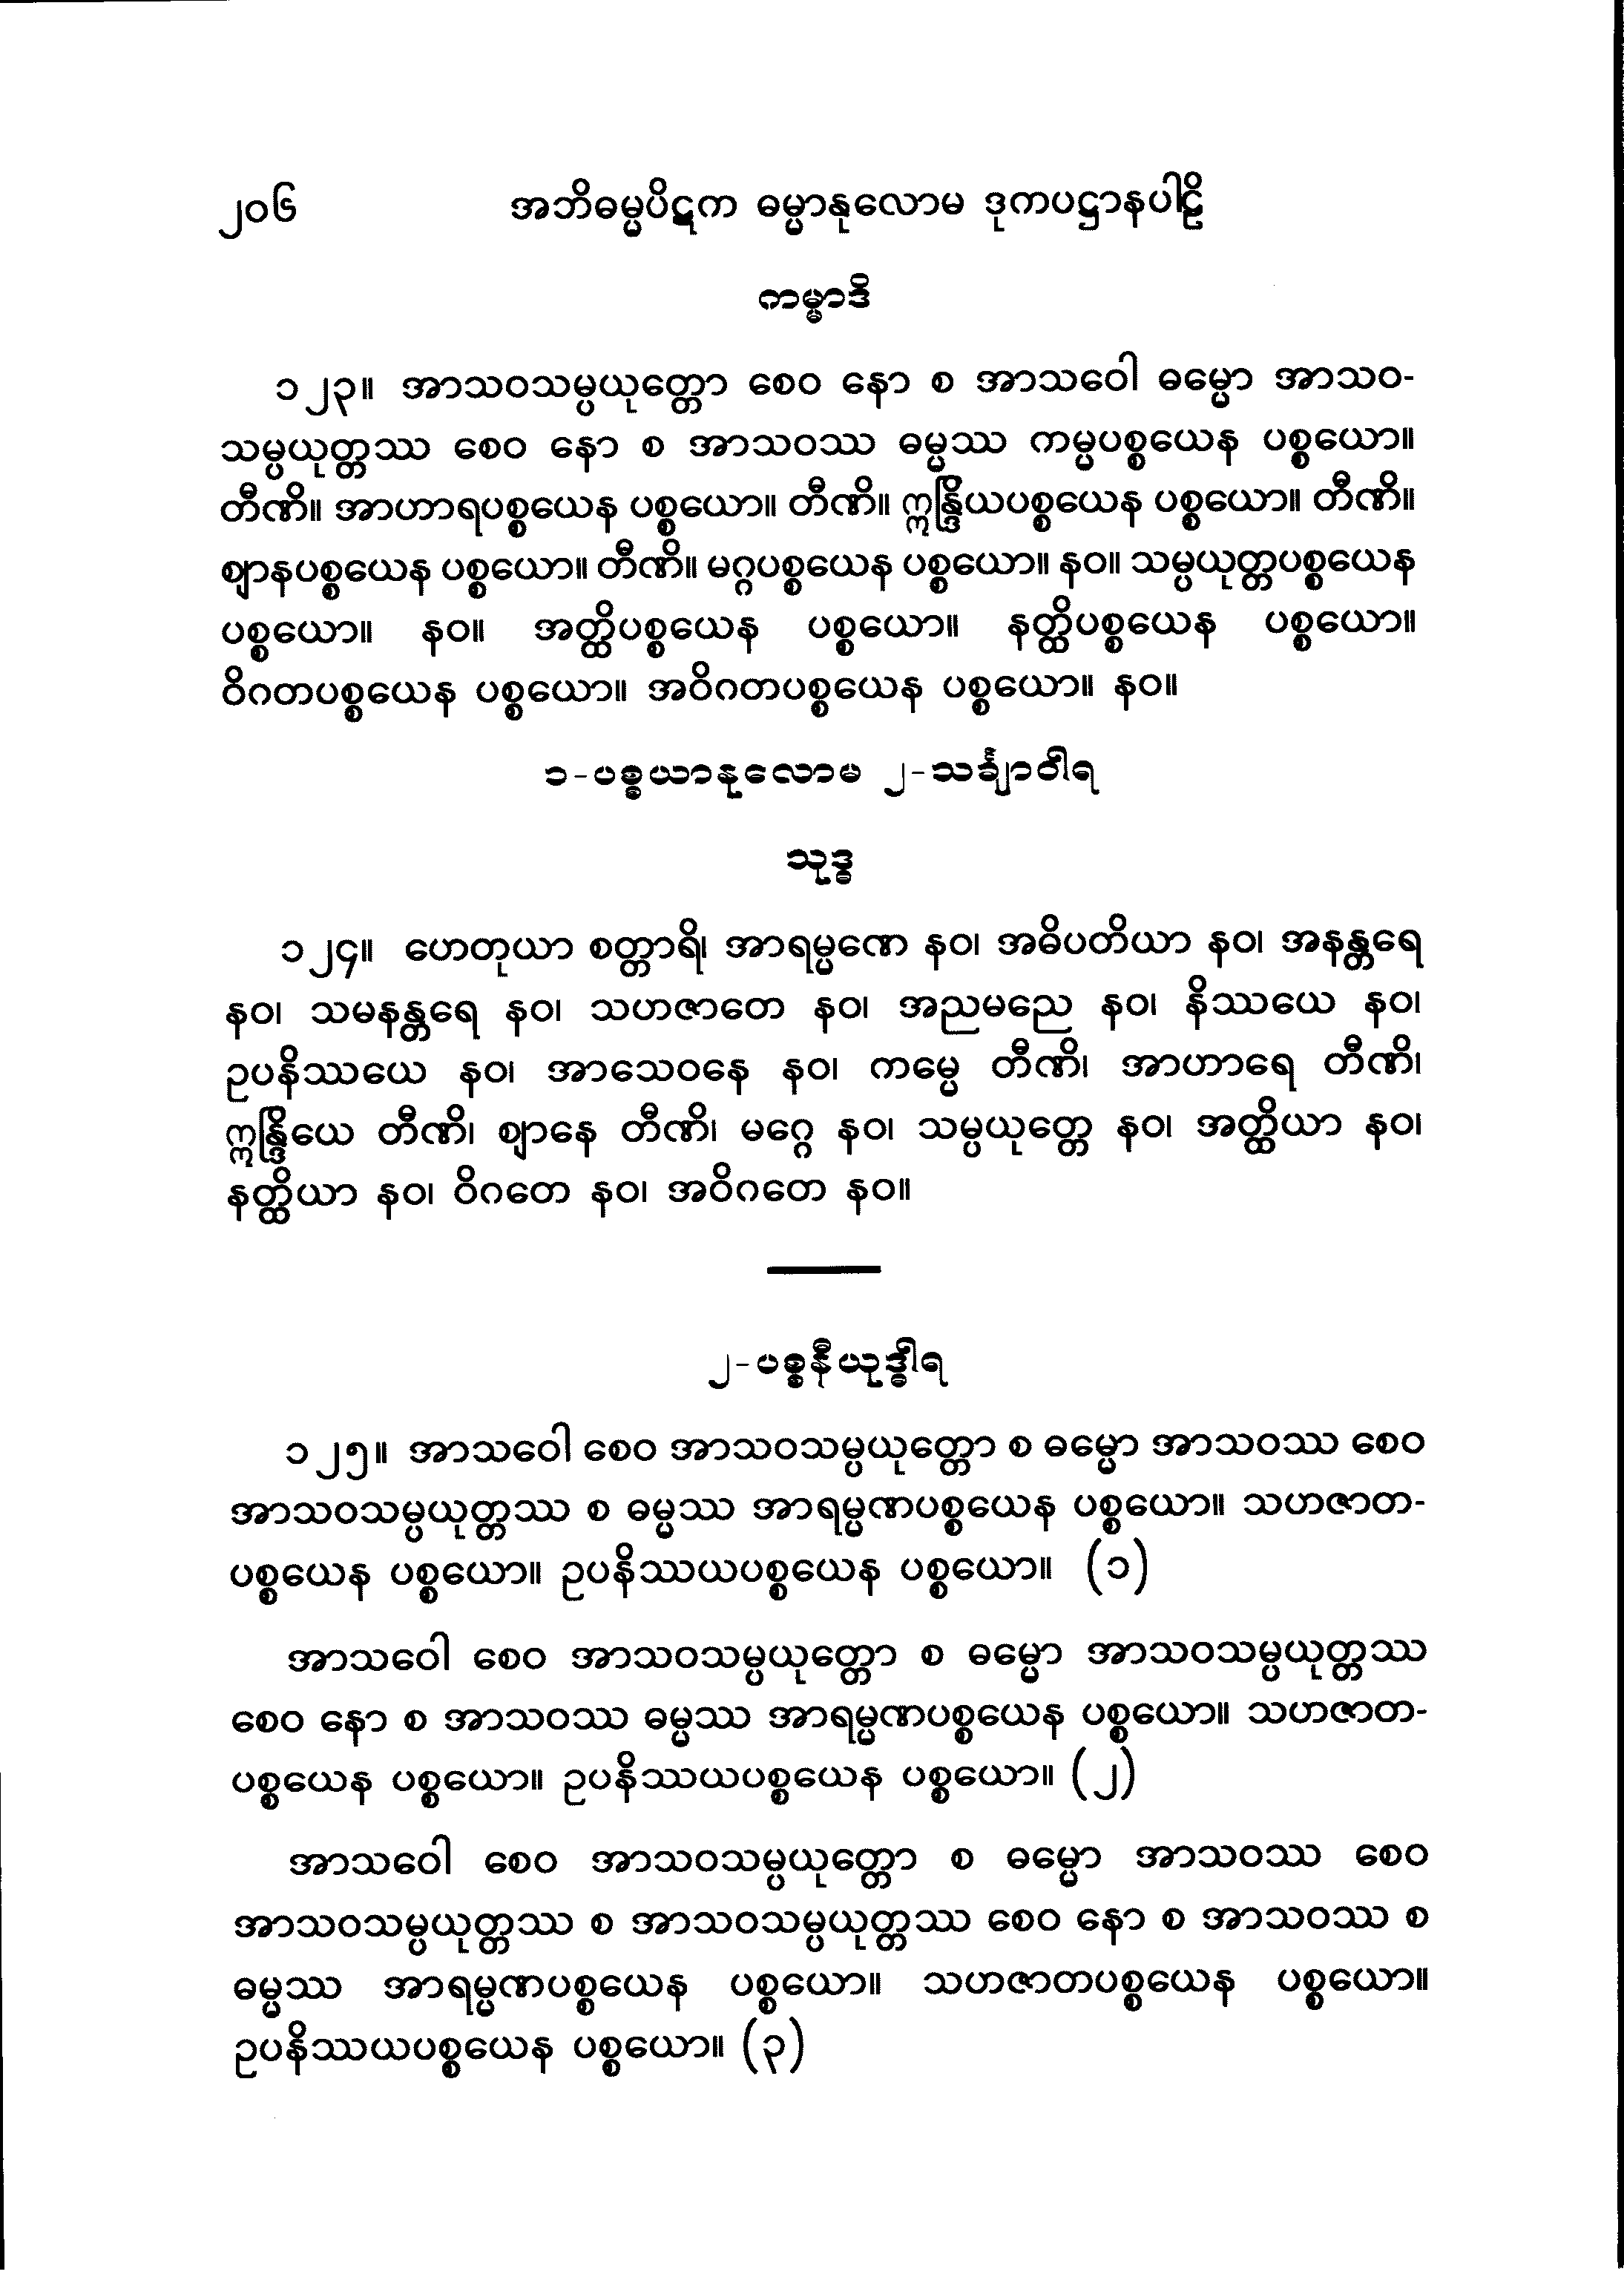 ၂၀၆ အဘိဓမ္မပိဋက ဓမ္မာနုလောမ ဒုကပဋ္ဌာနပါဠိ
ကမ္မာဒိ
၁၂၃။ အာသဝသမ္ပယုတ္တော စေဝ နော စ အာသဝေါ ဓမ္မော အာသဝ-
သမ္ပယုတ္တဿ စေဝ နော စ အာသဝဿ ဓမ္မဿ ကမ္မပစ္စယေန ပစ္စယော။
တီဏိ။ အာဟာရပစ္စယေန ပစ္စယော။ တီဏိ။ ဣန္ဒြိယပစ္စယေန ပစ္စယော။ တီဏိ။
ဈာနပစ္စယေန ပစ္စယော။ တီဏိ။ မဂ္ဂပစ္စယေန ပစ္စယော။ နဝ။ သမ္ပယုတ္တပစ္စယေန
ပစ္စယော။ နဝ။ အတ္ထိပစ္စယေန ပစ္စယော။ နတ္ထိပစ္စယေန ပစ္စယော။
ဝိဂတပစ္စယေန ပစ္စယော။ အဝိဂတပစ္စယေန ပစ္စယော။ နဝ။
၁-ပစ္စယာနုလောမ ၂-သင်္ချာဝါရ
သုဒ္ဓ
၁၂၄။ ဟေတုယာ စတ္တာရိ၊ အာရမ္မဏေ နဝ၊ အဓိပတိယာ နဝ၊ အနန္တရေ
နဝ၊ သမနန္တရေ နဝ၊ သဟဇာတေ နဝ၊ အညမညေ နဝ၊ နိဿယေ နဝ၊
ဥပနိဿယေ နဝ၊ အာသေဝနေ နဝ၊ ကမ္မေ တီဏိ၊ အာဟာရေ တီဏိ၊
ဣန္ဒြိယေ တီဏိ၊ ဈာနေ တီဏိ၊ မဂ္ဂေ နဝ၊ သမ္ပယုတ္တေ နဝ၊ အတ္ထိယာ နဝ၊
နတ္ထိယာ နဝ၊ ဝိဂတေ နဝ၊ အဝိဂတေ နဝ။
၂-ပစ္စနီယုဒ္ဓါရ
၁၂၅။ အာသဝေါ စေဝ အာသဝသမ္ပယုတ္တော စ ဓမ္မော အာသဝဿ စေဝ
အာသဝသမ္ပယုတ္တဿ စ ဓမ္မဿ အာရမ္မဏပစ္စယေန ပစ္စယော။ သဟဇာတ-
ပစ္စယေန ပစ္စယော။ ဥပနိဿယပစ္စယေန ပစ္စယော။ (၁)
အာသဝေါ စေဝ အာသဝသမ္ပယုတ္တော စ ဓမ္မော အာသဝသမ္ပယုတ္တဿ
စေဝ နော စ အာသဝဿ ဓမ္မဿ အာရမ္မဏပစ္စယေန ပစ္စယော။ သဟဇာတ-
ပစ္စယေန ပစ္စယော။ ဥပနိဿယပစ္စယေန ပစ္စယော။ (၂)
အာသဝေါ စေဝ အာသဝသမ္ပယုတ္တော စ ဓမ္မော အာသဝဿ စေဝ
အာသဝသမ္ပယုတ္တဿ စ အာသဝသမ္ပယုတ္တဿ စေဝ နော စ အာသဝဿ စ
ဓမ္မဿ အာရမ္မဏပစ္စယေန ပစ္စယော။ သဟဇာတပစ္စယေန ပစ္စယော။
ဥပနိဿယပစ္စယေန ပစ္စယော။ (၃)